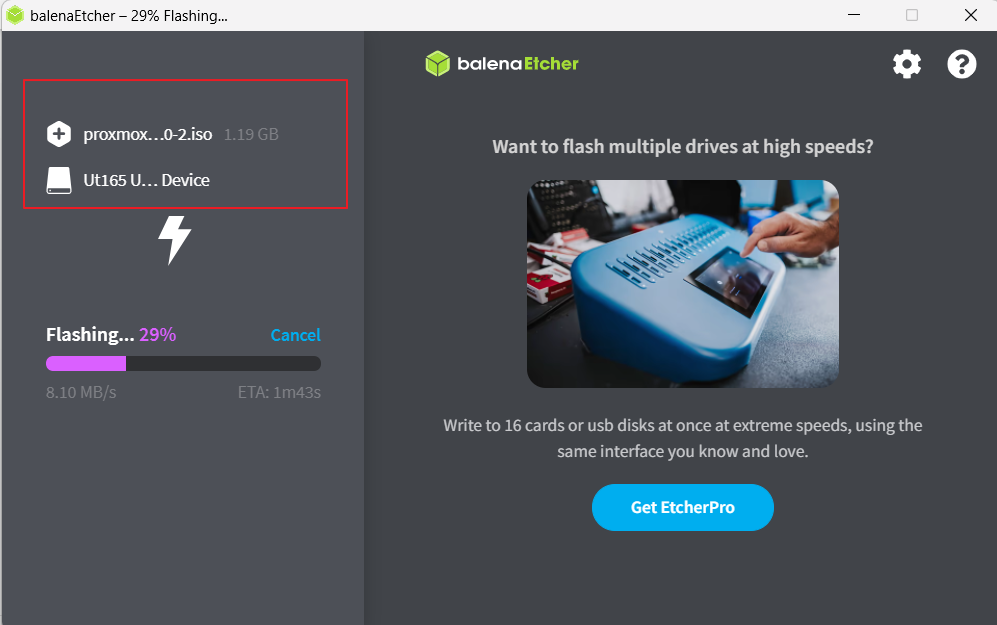 balenaEtcher – 29% Flashing...
balenaEtcher
proxmox...0-2.iso 1.19 GB
Ut165 U... Device
Flashing... 29% Cancel
8.10 MB/s ETA: 1m43s
Want to flash multiple drives at high speeds?
Write to 16 cards or usb disks at once at extreme speeds, using the
same interface you know and love.
Get EtcherPro